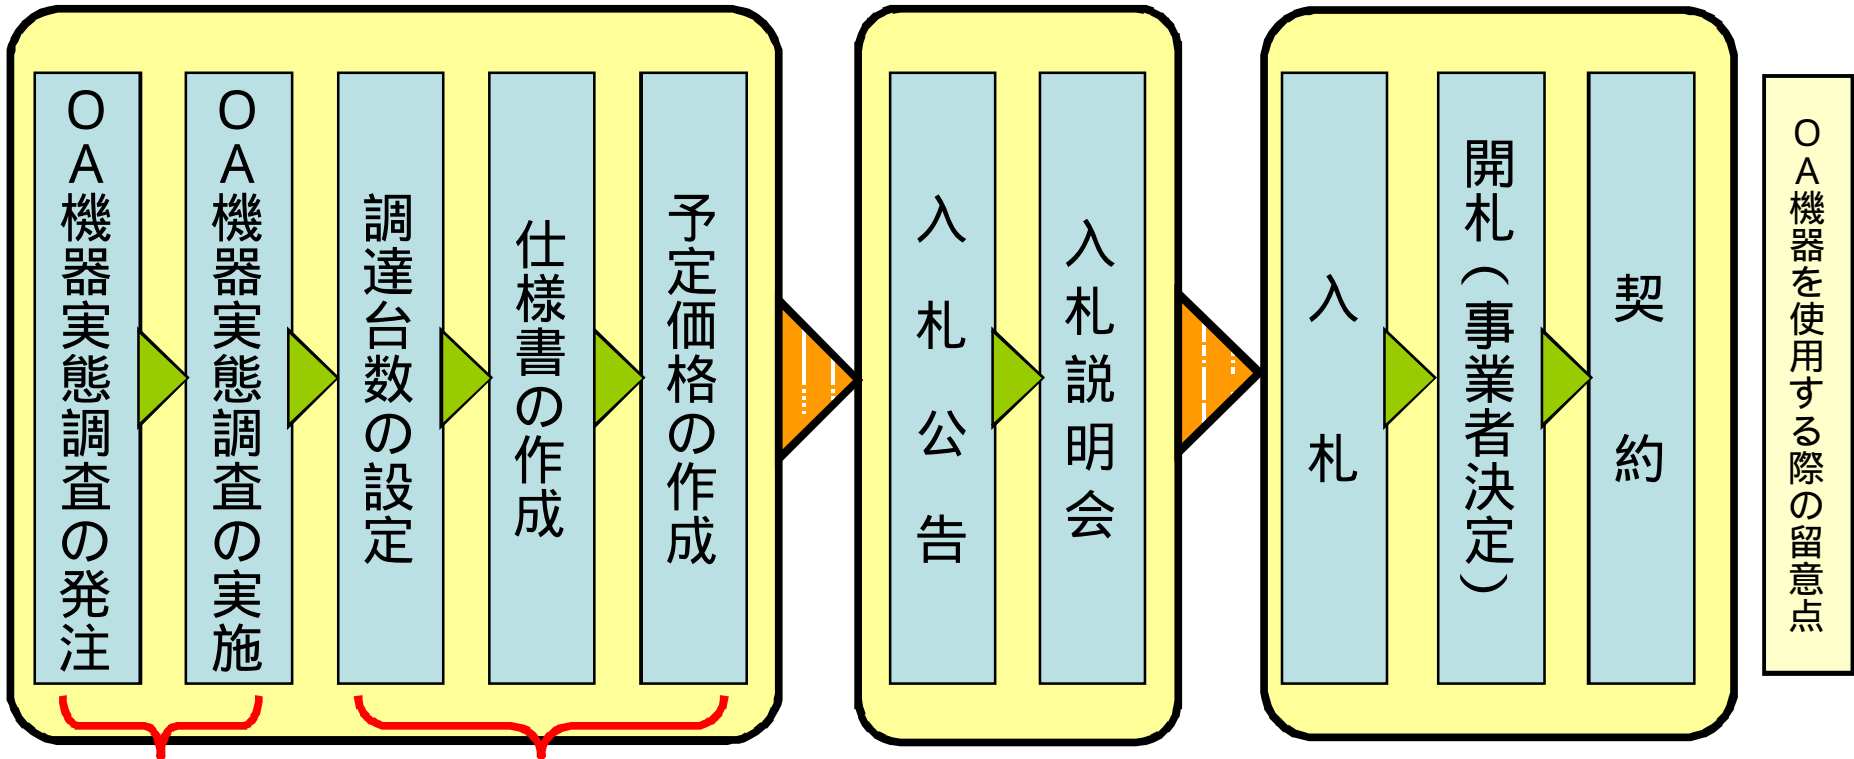 ＯＡ機器実態調査の発注
ＯＡ機器実態調査の実施
調達台数の設定
仕様書の作成
予定価格の作成
入札公告
入札説明会
入札
開札（事業者決定）
契約
ＯＡ機器を使用する際の留意点